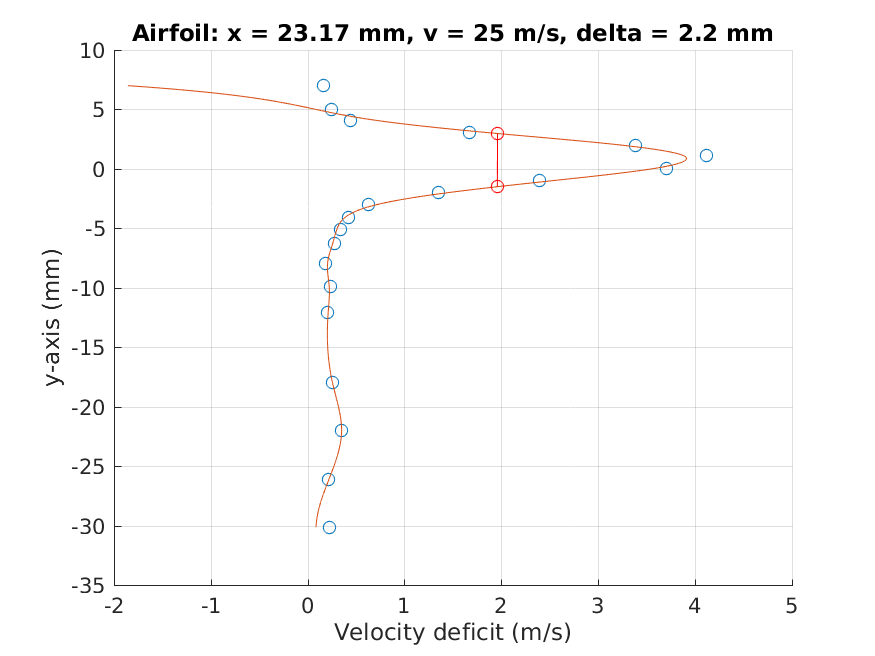 Airfoil: x = 23.17 mm, v = 25 m/s, delta = 2.2 mm
10
5
0
-5
-10
-15
-20
-25
-30
-35
y-axis (mm)
-2 -1 0 1 2 3 4 5
Velocity deficit (m/s)